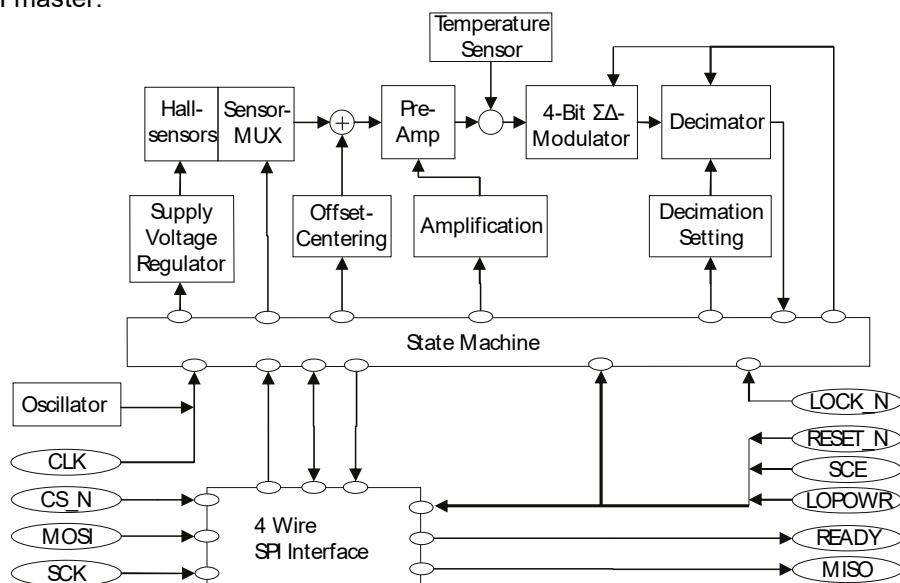 master.
Temperature
Sensor
Hall-
sensors
Sensor-
MUX
+
Pre-
Amp
4-Bit ΣΔ-
Modulator
Decimator
Supply
Voltage
Regulator
Offset-
Centering
Amplification
Decimation
Setting
State Machine
Oscillator
CLK
CS_N
MOSI
SCK
4 Wire
SPI Interface
LOCK_N
RESET_N
SCE
LOPOWR
READY
MISO